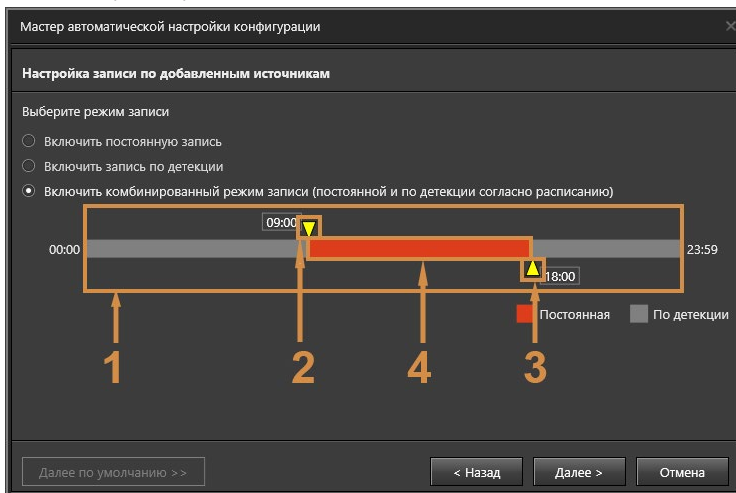 Мастер автоматической настройки конфигурации
Настройка записи по добавленным источникам
Выберите режим записи
Включить постоянную запись
Включить запись по детекции
Включить комбинированный режим записи (постоянной и по детекции согласно расписанию)
09:00
00:00 23:59
18:00
Постоянная По детекции
1 2 4 3
Далее по умолчанию >> < Назад Далее > Отмена